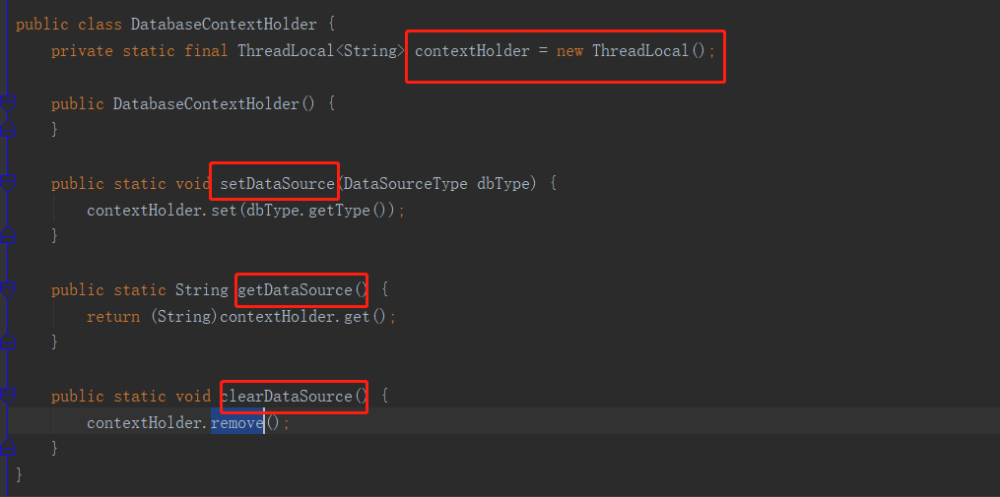 public class DatabaseContextHolder {
private static final ThreadLocal<String> contextHolder = new ThreadLocal();
public DatabaseContextHolder() {
}
public static void setDataSource(DataSourceType dbType) {
contextHolder.set(dbType.getType());
}
public static String getDataSource() {
return (String)contextHolder.get();
}
public static void clearDataSource() {
contextHolder.remove();
}
}